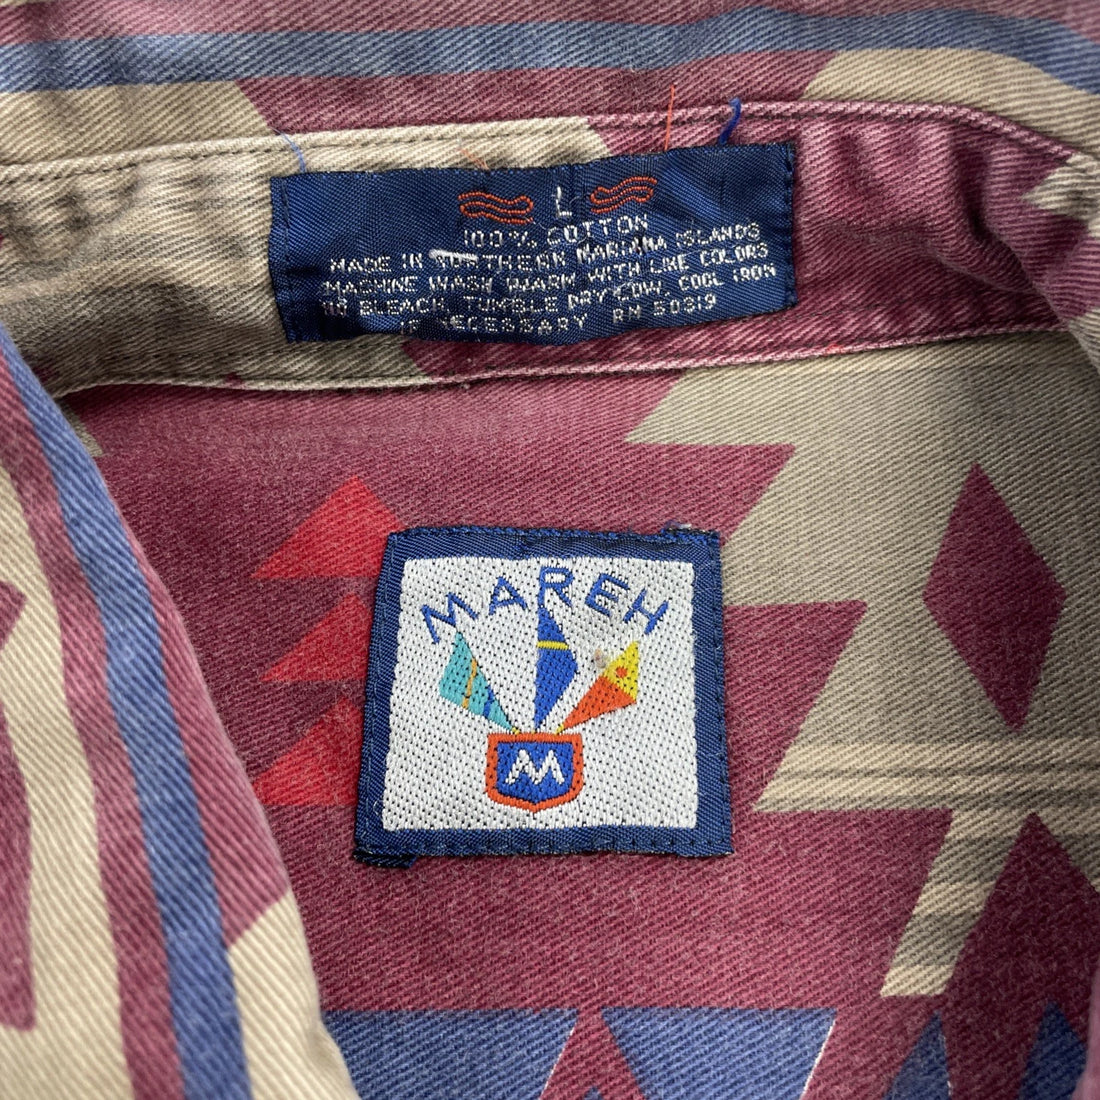 L
100% COTTON
MADE IN NORTHERN MARIANA ISLANDS
MACHINE WASH WARM WITH LIKE COLORS
NO BLEACH, TUMBLE DRY LOW, COOL IRON
IF NECESSARY RN 50319
MAREH
M